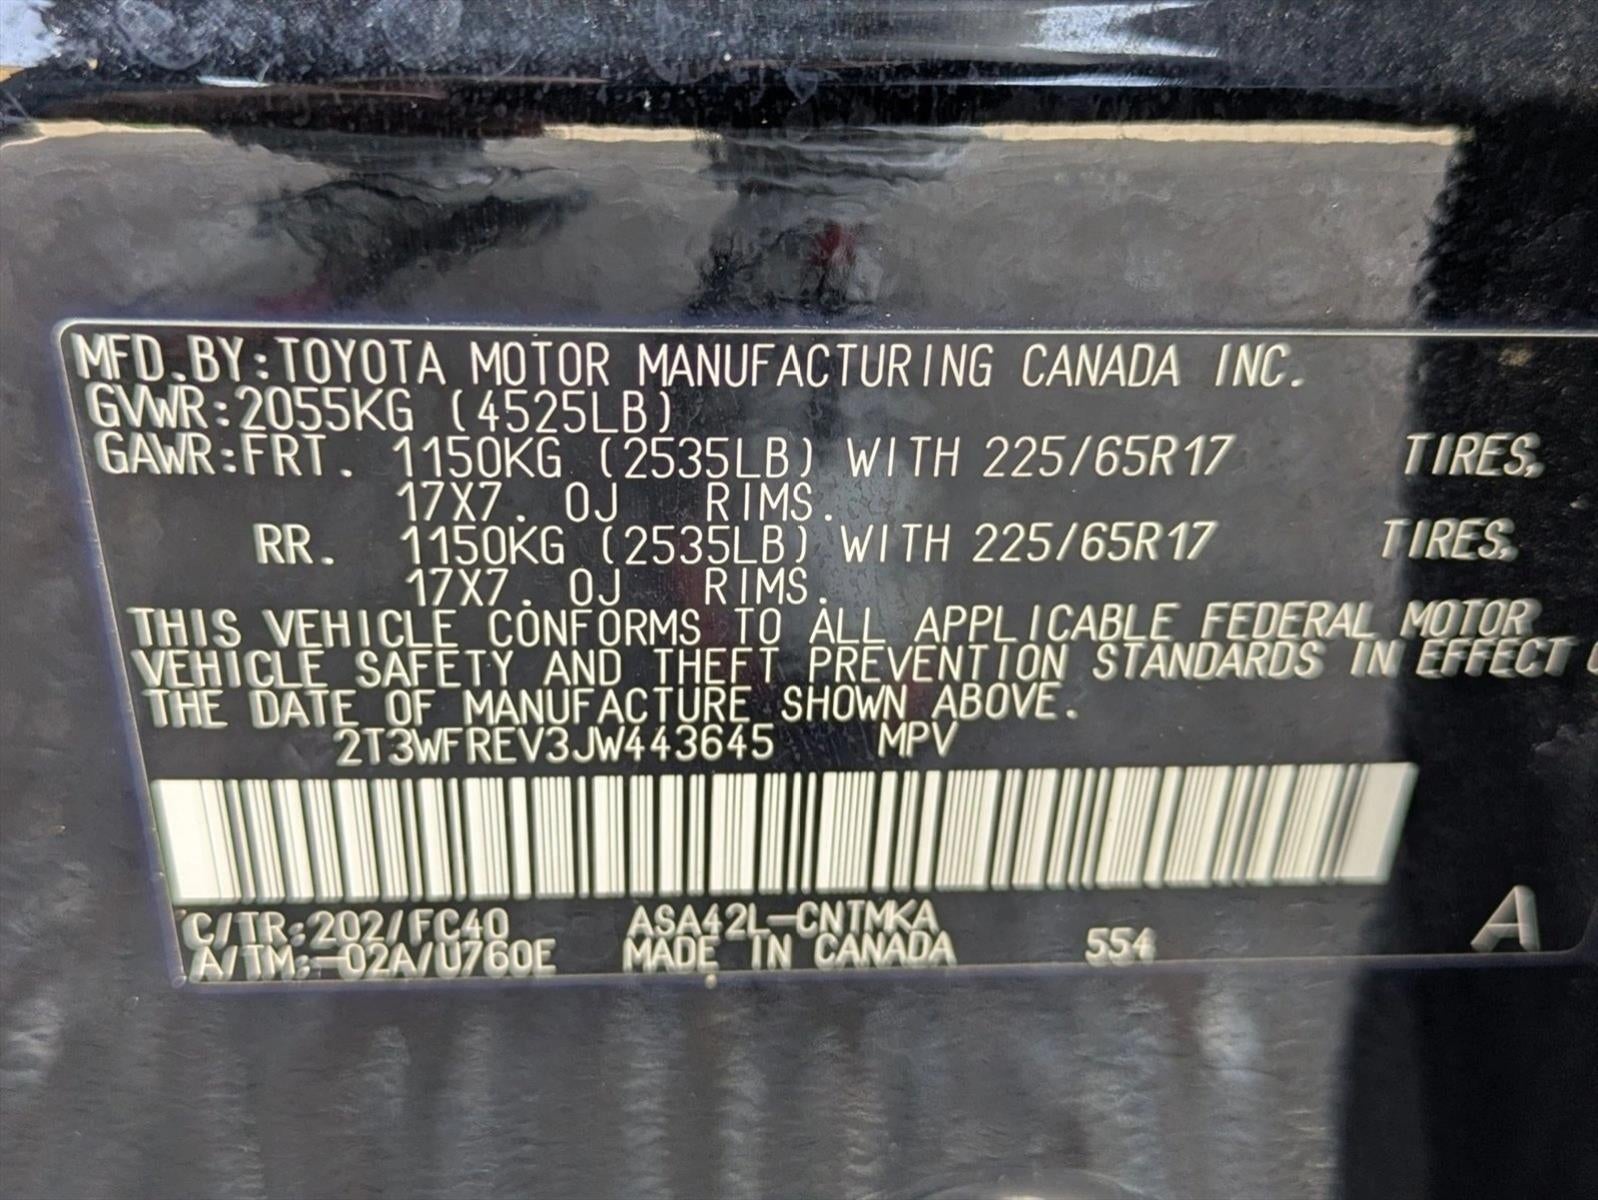 MFD.BY:TOYOTA MOTOR MANUFACTURING CANADA INC.
GVWR:2055KG (4525LB)
GAWR:FRT. 1150KG (2535LB) WITH 225/65R17 TIRES,
17X7. 0J RIMS.
RR. 1150KG (2535LB) WITH 225/65R17 TIRES,
17X7. 0J RIMS.
THIS VEHICLE CONFORMS TO ALL APPLICABLE FEDERAL MOTOR
VEHICLE SAFETY AND THEFT PREVENTION STANDARDS IN EFFECT
THE DATE OF MANUFACTURE SHOWN ABOVE.
2T3WFREV3JW443645 MPV
C/TR:202/FC40 ASA42L-CNTMKA
A/TM:-02A/U760E MADE IN CANADA 554 A